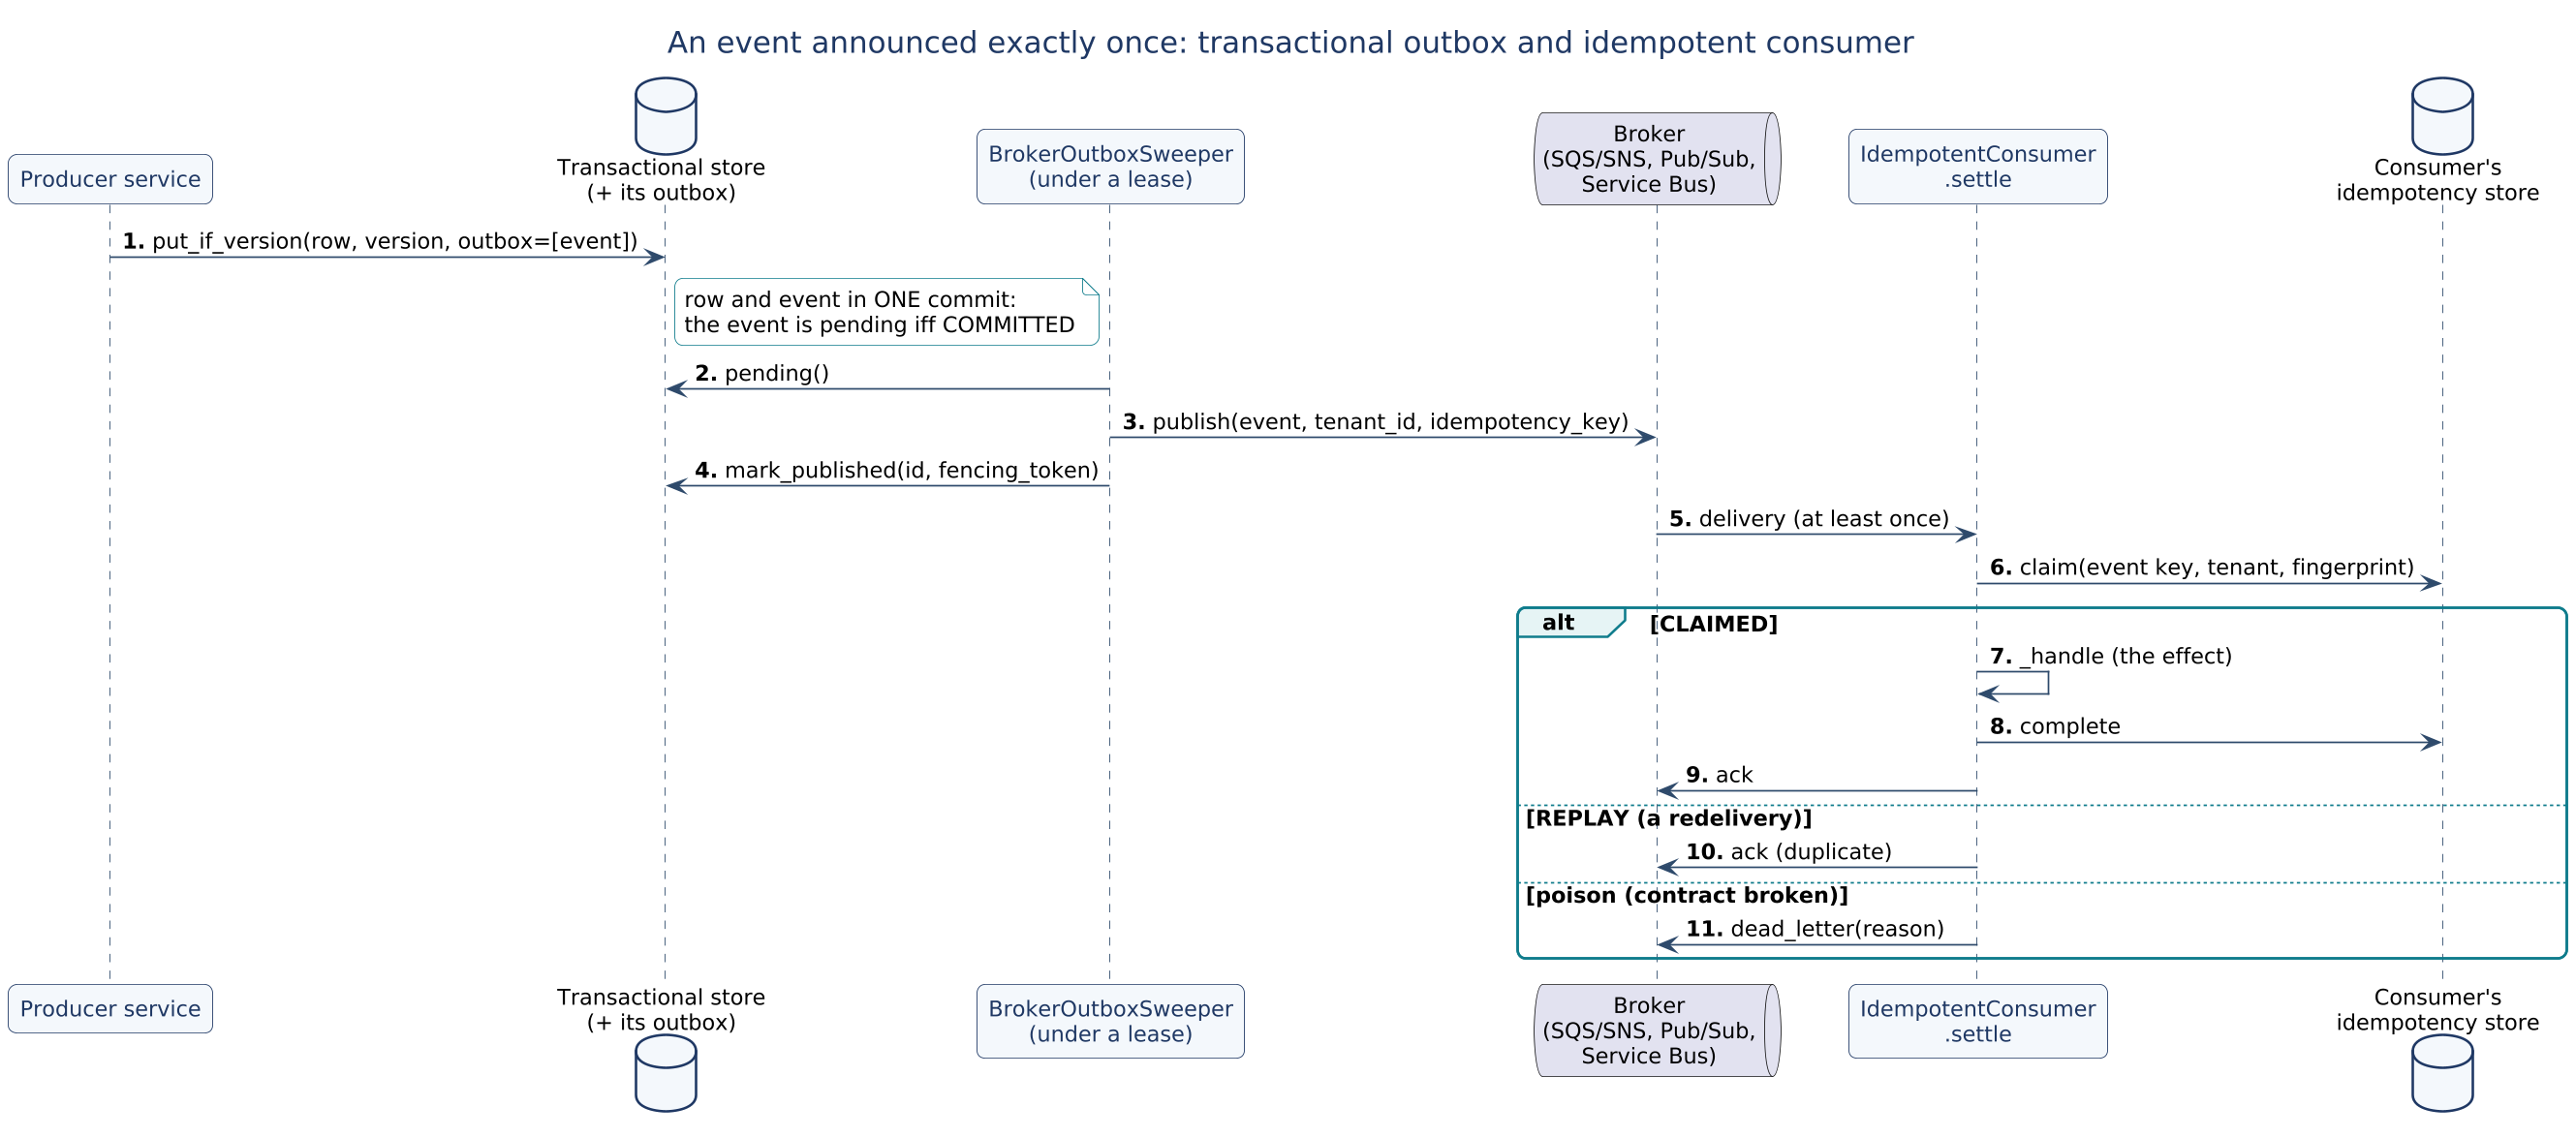 An event announced exactly once: transactional outbox and idempotent consumer
Producer service
Transactional store
(+ its outbox)
BrokerOutboxSweeper
(under a lease)
Broker
(SQS/SNS, Pub/Sub,
Service Bus)
IdempotentConsumer
.settle
Consumer's
idempotency store
1. put_if_version(row, version, outbox=[event])
row and event in ONE commit:
the event is pending iff COMMITTED
2. pending()
3. publish(event, tenant_id, idempotency_key)
4. mark_published(id, fencing_token)
5. delivery (at least once)
6. claim(event key, tenant, fingerprint)
alt [CLAIMED]
7. _handle (the effect)
8. complete
9. ack
[REPLAY (a redelivery)]
10. ack (duplicate)
[poison (contract broken)]
11. dead_letter(reason)
Producer service
Transactional store
(+ its outbox)
BrokerOutboxSweeper
(under a lease)
Broker
(SQS/SNS, Pub/Sub,
Service Bus)
IdempotentConsumer
.settle
Consumer's
idempotency store